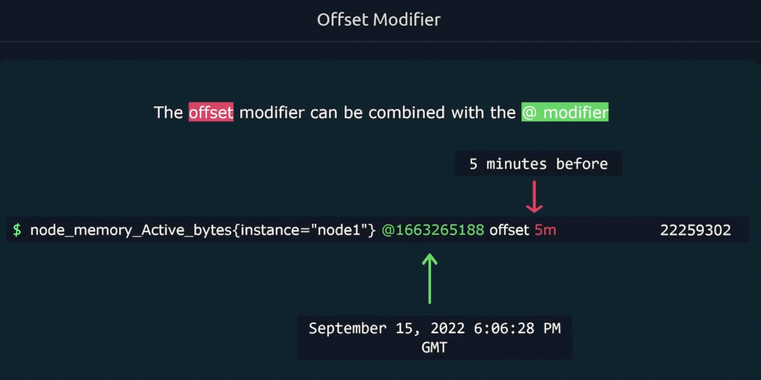 Offset Modifier
The offset modifier can be combined with the @ modifier
5 minutes before
$ node_memory_Active_bytes{instance="node1"} @1663265188 offset 5m 22259302
September 15, 2022 6:06:28 PM
GMT